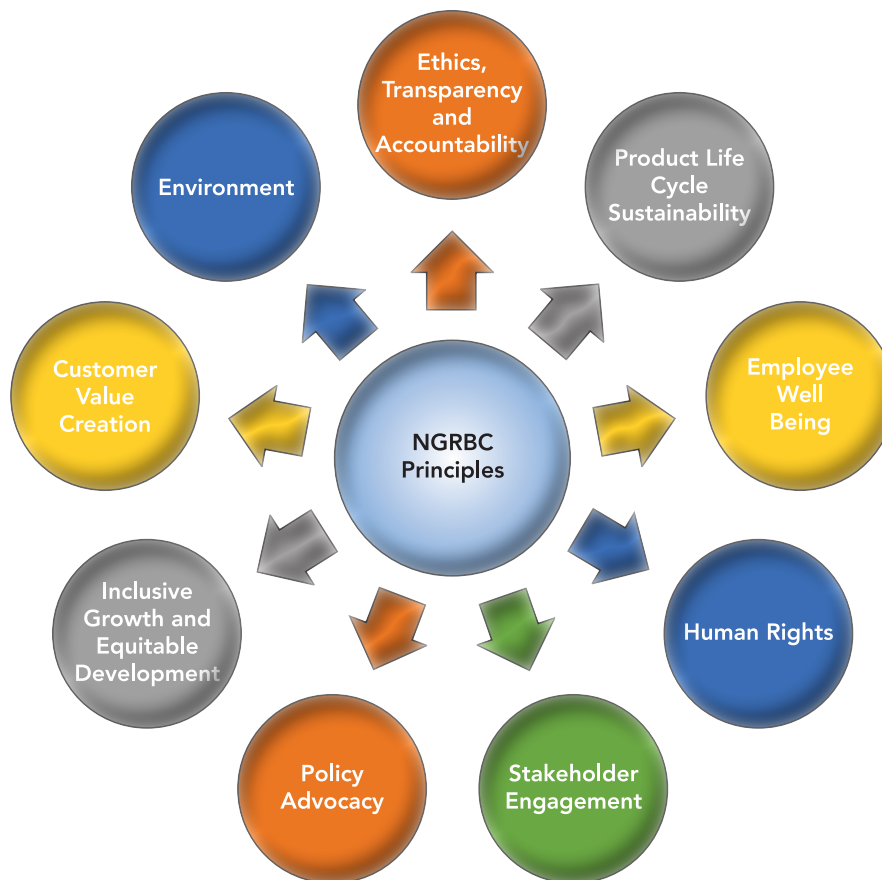 Ethics,
Transparency
and
Accountability
Product Life
Cycle
Sustainability
Employee
Well
Being
Human Rights
Stakeholder
Engagement
Policy
Advocacy
Inclusive
Growth and
Equitable
Development
Customer
Value
Creation
Environment
NGRBC
Principles